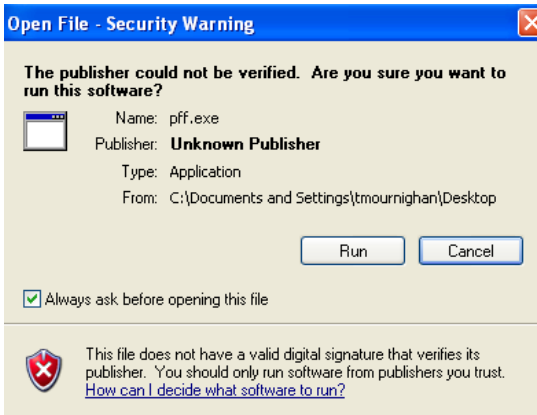 Open File - Security Warning
The publisher could not be verified.  Are you sure you want to
run this software?
Name: pff.exe
Publisher: Unknown Publisher
Type: Application
From: C:\Documents and Settings\tmournighan\Desktop
Run Cancel
Always ask before opening this file
This file does not have a valid digital signature that verifies its
publisher.  You should only run software from publishers you trust.
How can I decide what software to run?